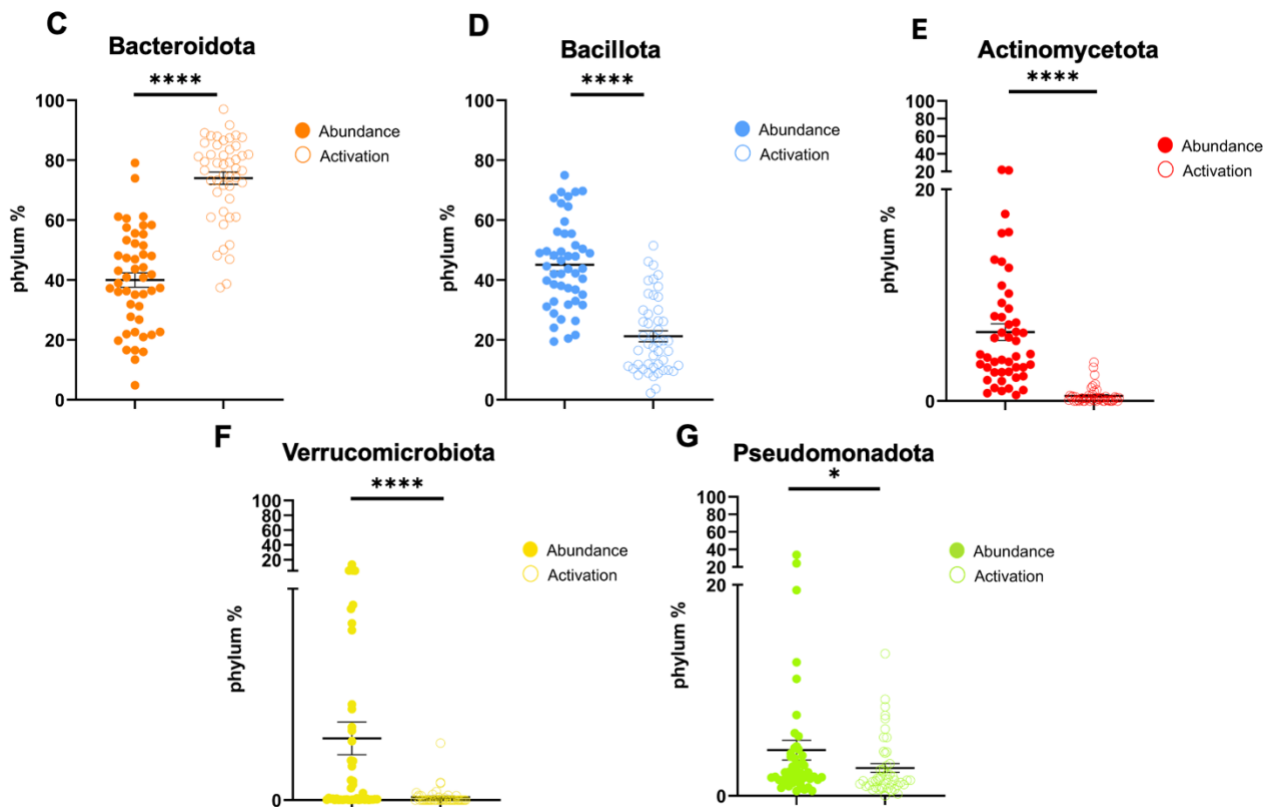 C
Bacteroidota
****
100
80
60
40
20
0
phylum %
Abundance
Activation
D
Bacillota
****
100
80
60
40
20
0
phylum %
Abundance
Activation
E
Actinomycetota
****
100
80
60
40
20
20
0
phylum %
Abundance
Activation
F
Verrucomicrobiota
****
100
80
60
40
20
0
phylum %
Abundance
Activation
G
Pseudomonadota
*
100
80
60
40
20
20
0
phylum %
Abundance
Activation